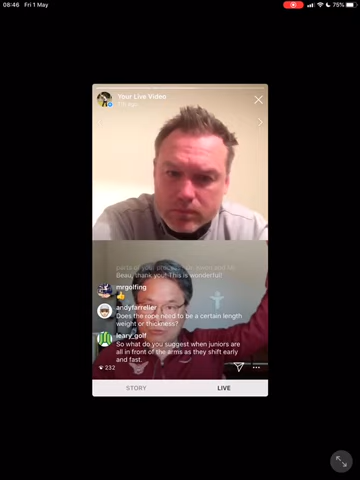 08:46 Fri 1 May
75%
Your Live Video
Beau, thank you! This is wonderful!
mrgolfing
andyfarreller
Does the rope need to be a certain length
weight or thickness?
leary_golf
So what do you suggest when juniors are
all in front of the arms as they shift early
and fast.
232
STORY
LIVE